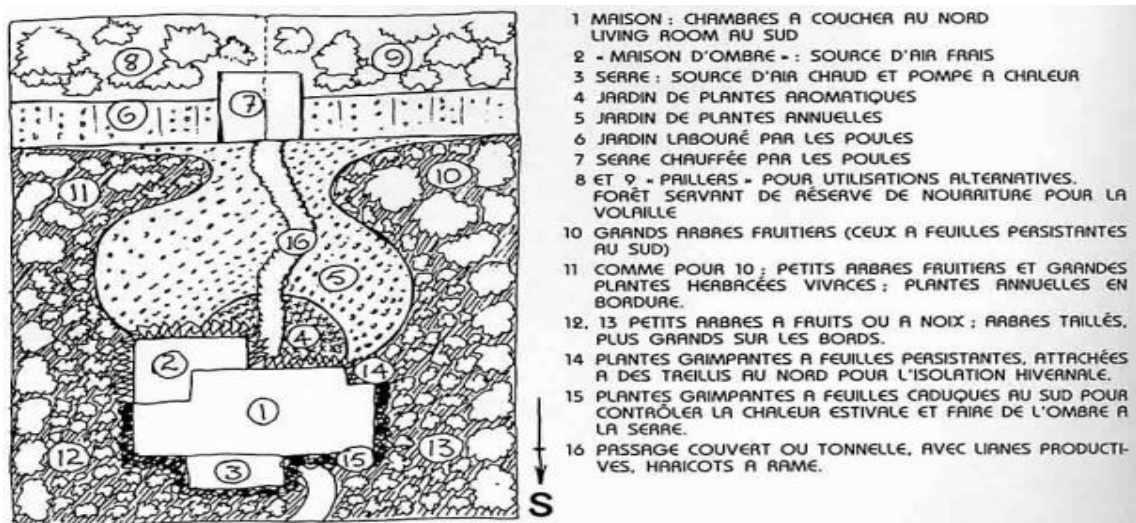 8
9
7
6
11
10
16
5
4
2
14
1
15
12
13
3
S
1 MAISON : CHAMBRES A COUCHER AU NORD
LIVING ROOM AU SUD
2 « MAISON D'OMBRE » : SOURCE D'AIR FRAIS
3 SERRE : SOURCE D'AIR CHAUD ET POMPE A CHALEUR
4 JARDIN DE PLANTES AROMATIQUES
5 JARDIN DE PLANTES ANNUELLES
6 JARDIN LABOURÉ PAR LES POULES
7 SERRE CHAUFFÉE PAR LES POULES
8 ET 9 « PAILLERS » POUR UTILISATIONS ALTERNATIVES.
FORÊT SERVANT DE RÉSERVE DE NOURRITURE POUR LA
VOLAILLE
10 GRANDS ARBRES FRUITIERS (CEUX A FEUILLES PERSISTANTES
AU SUD)
11 COMME POUR 10 ; PETITS ARBRES FRUITIERS ET GRANDES
PLANTES HERBACÉES VIVACES ; PLANTES ANNUELLES EN
BORDURE.
12, 13 PETITS ARBRES A FRUITS OU A NOIX ; ARBRES TAILLÉS,
PLUS GRANDS SUR LES BORDS.
14 PLANTES GRIMPANTES A FEUILLES PERSISTANTES, ATTACHÉES
A DES TREILLIS AU NORD POUR L'ISOLATION HIVERNALE.
15 PLANTES GRIMPANTES A FEUILLES CADUQUES AU SUD POUR
CONTRÔLER LA CHALEUR ESTIVALE ET FAIRE DE L'OMBRE A
LA SERRE.
16 PASSAGE COUVERT OU TONNELLE, AVEC LIANES PRODUCTI-
VES, HARICOTS A RAME.